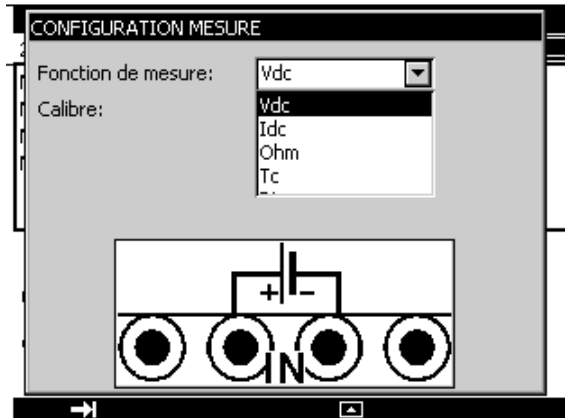 CONFIGURATION MESURE
Fonction de mesure: Vdc
Calibre:
Vdc
Idc
Ohm
Tc
+ -
IN